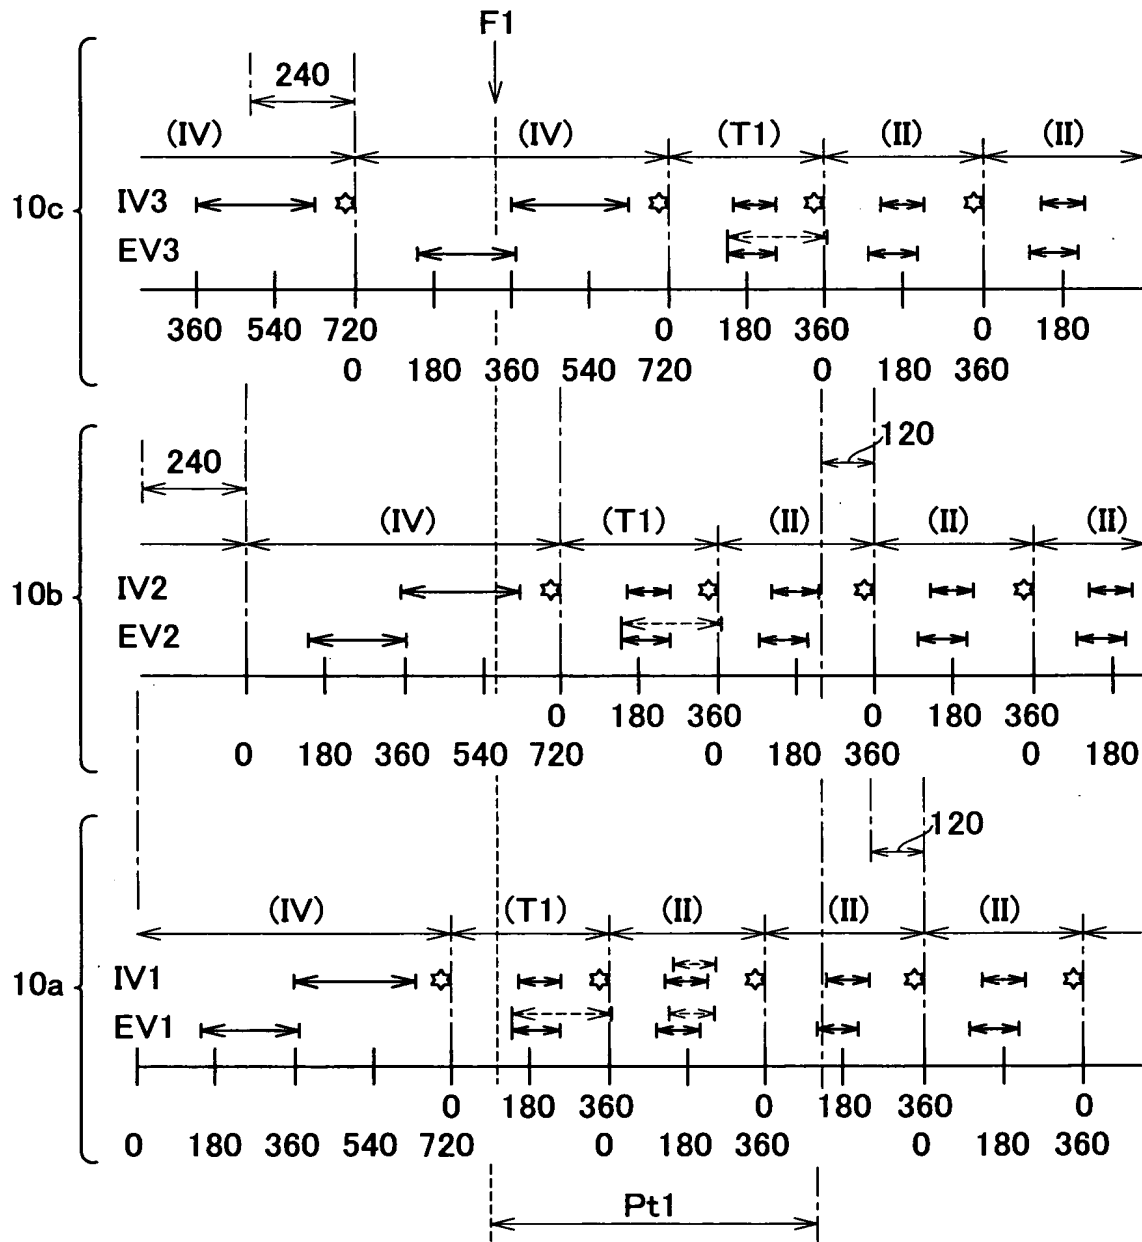 F1
240
(IV) (IV) (T1) (II) (II)
10c
IV3
EV3
360 540 720 0 180 360 0 180
0 180 360 540 720 0 180 360
120
240
(IV) (T1) (II) (II) (II)
10b
IV2
EV2
0 180 360 0 180 360
0 180 360 540 720 0 180 360 0 180
120
(IV) (T1) (II) (II) (II)
10a
IV1
EV1
0 180 360 0 180 360 0
0 180 360 540 720 0 180 360 0 180 360
Pt1